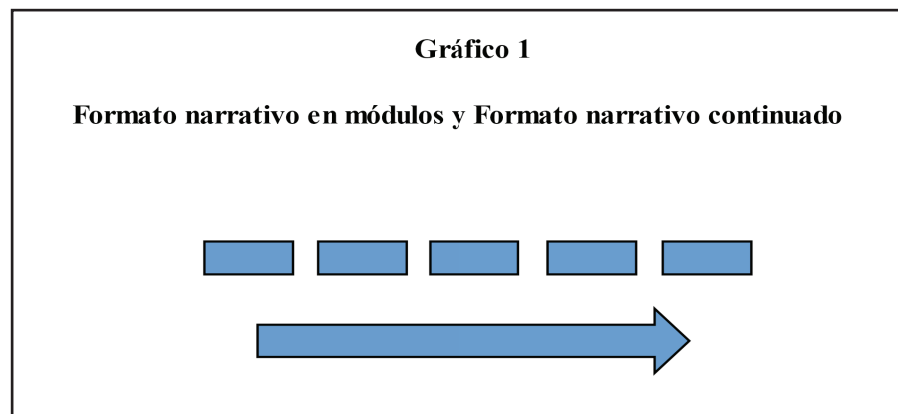 Gráfico 1
Formato narrativo en módulos y Formato narrativo continuado